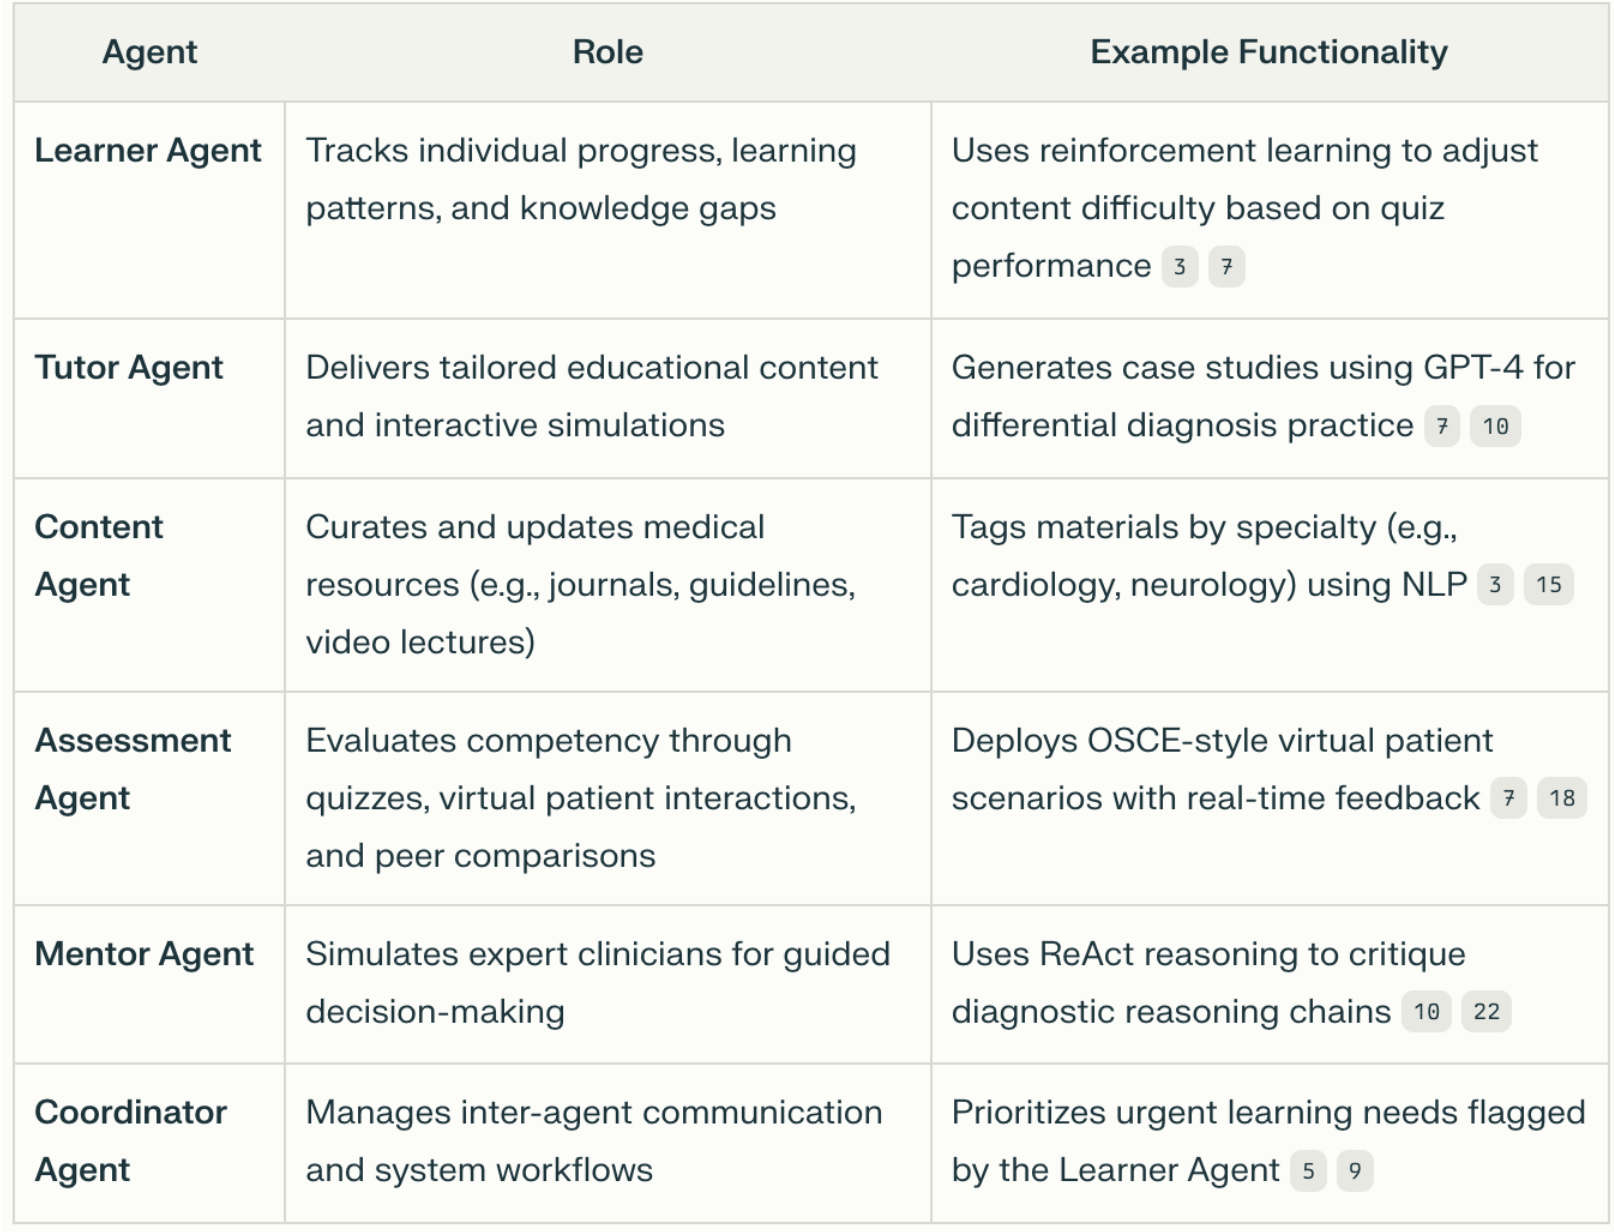 Agent Role Example Functionality
Learner Agent Tracks individual progress, learning Uses reinforcement learning to adjust
patterns, and knowledge gaps content difficulty based on quiz
performance 3 7
Tutor Agent Delivers tailored educational content Generates case studies using GPT-4 for
and interactive simulations differential diagnosis practice 7 10
Content Curates and updates medical Tags materials by specialty (e.g.,
Agent resources (e.g., journals, guidelines, cardiology, neurology) using NLP 3 15
video lectures)
Assessment Evaluates competency through Deploys OSCE-style virtual patient
Agent quizzes, virtual patient interactions, scenarios with real-time feedback 7 18
and peer comparisons
Mentor Agent Simulates expert clinicians for guided Uses ReAct reasoning to critique
decision-making diagnostic reasoning chains 10 22
Coordinator Manages inter-agent communication Prioritizes urgent learning needs flagged
Agent and system workflows by the Learner Agent 5 9